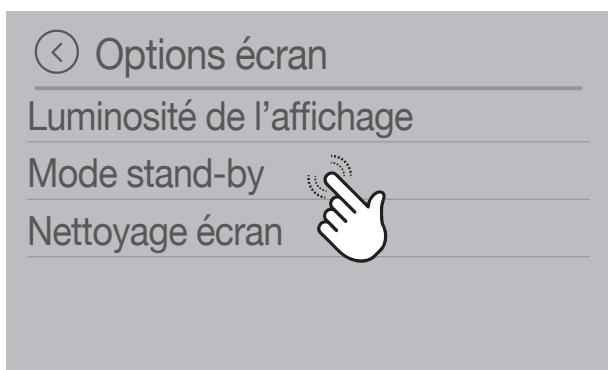 Options écran
Luminosité de l’affichage
Mode stand-by
Nettoyage écran